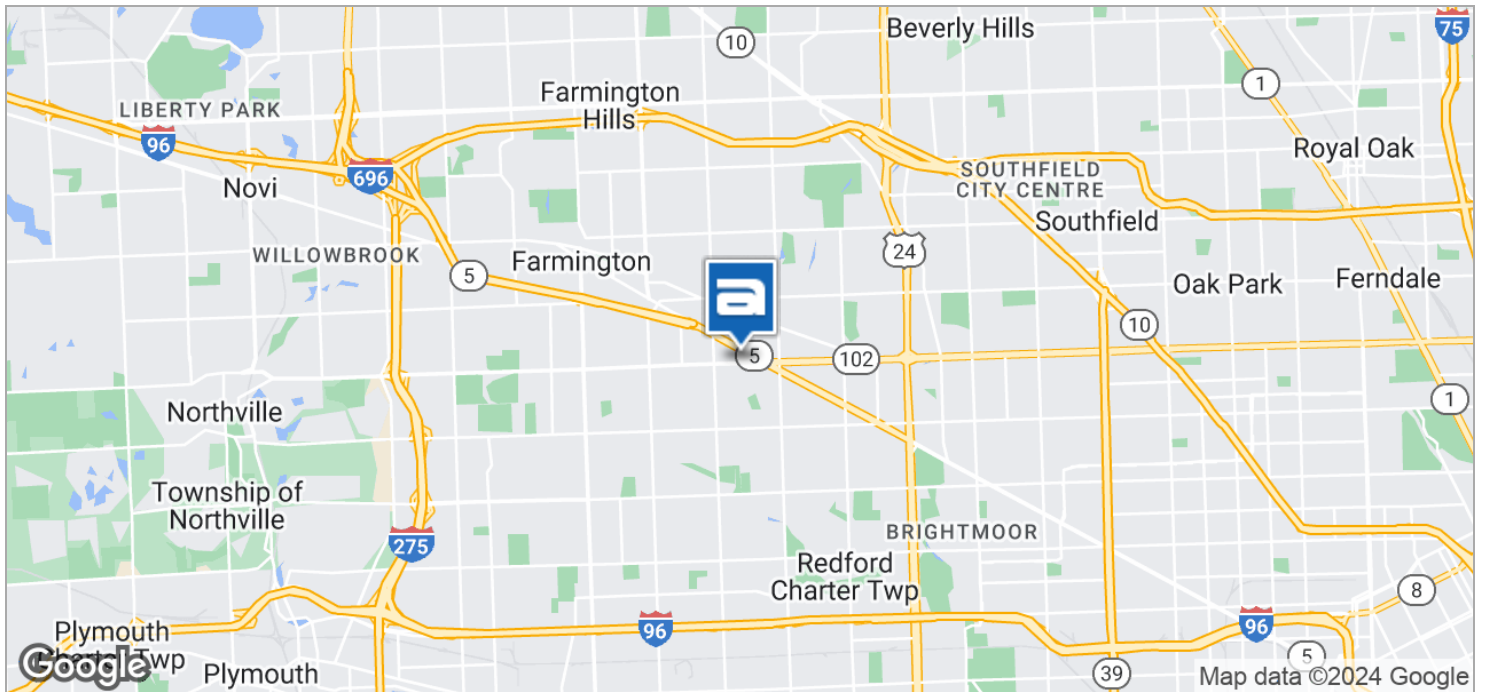 10
Beverly Hills
75
1
Farmington
Hills
LIBERTY PARK
96
Royal Oak
696
SOUTHFIELD
CITY CENTRE
Novi
Southfield
24
WILLOWBROOK
Farmington
5
Oak Park
Ferndale
a
10
5
102
1
Northville
Township of
Northville
BRIGHTMOOR
275
Redford
Charter Twp
8
96
96
Plymouth
Charter Twp
5
Google
Plymouth
39
Map data ©2024 Google